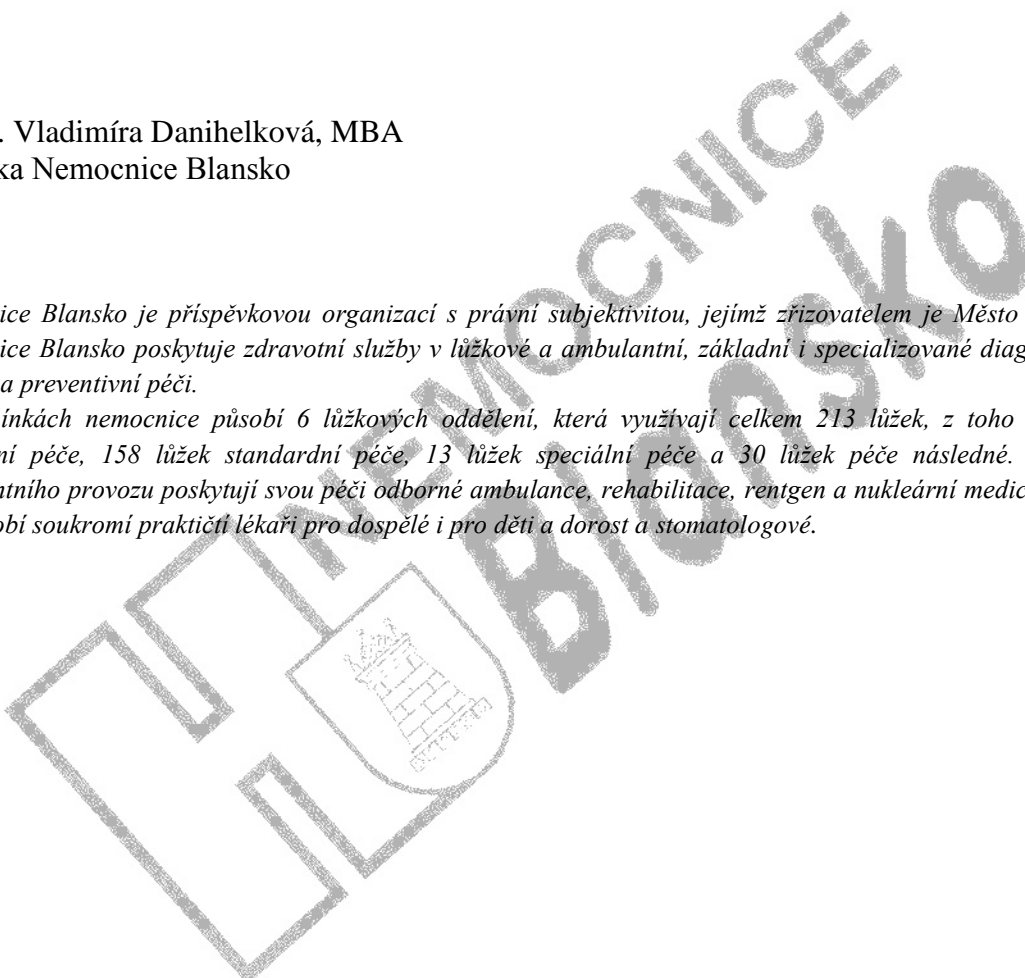 . Vladimíra Danihelková, MBA
ka Nemocnice Blansko
ice Blansko je příspěvkovou organizací s právní subjektivitou, jejímž zřizovatelem je Město
ice Blansko poskytuje zdravotní služby v lůžkové a ambulantní, základní i specializované diag
a preventivní péči.
ínkách nemocnice působí 6 lůžkových oddělení, která využívají celkem 213 lůžek, z toho
ní péče, 158 lůžek standardní péče, 13 lůžek speciální péče a 30 lůžek péče následné.
ntního provozu poskytují svou péči odborné ambulance, rehabilitace, rentgen a nukleární medic
obí soukromí praktičtí lékaři pro dospělé i pro děti a dorost a stomatologové.
NEMOCNICE
Blansko